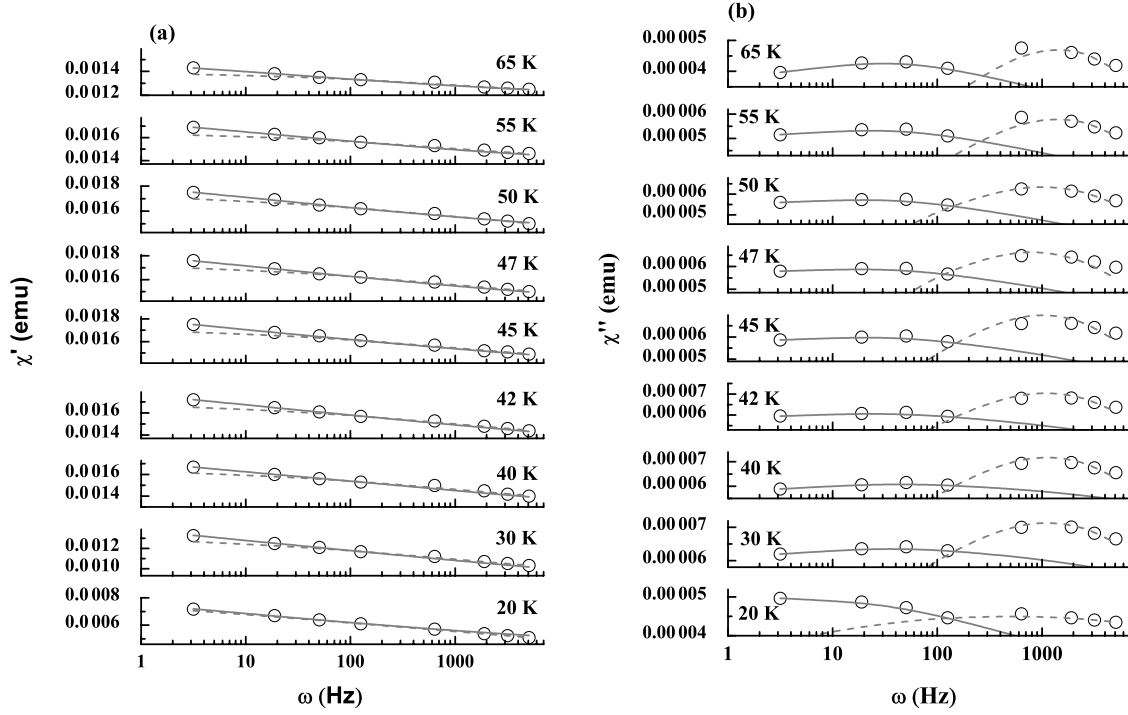 (a)
65 K
0.0014
0.0012
55 K
0.0016
0.0014
50 K
0.0018
0.0016
47 K
0.0018
0.0016
45 K
0.0018
0.0016
42 K
0.0016
0.0014
40 K
0.0016
0.0014
30 K
0.0012
0.0010
20 K
0.0008
0.0006
1
10
100
1000
χ' (emu)
ω (Hz)
(b)
65 K
0.00005
0.00004
55 K
0.00006
0.00005
50 K
0.00006
0.00005
47 K
0.00006
0.00005
45 K
0.00006
0.00005
42 K
0.00007
0.00006
40 K
0.00007
0.00006
30 K
0.00007
0.00006
20 K
0.00005
0.00004
1
10
100
1000
χ'' (emu)
ω (Hz)